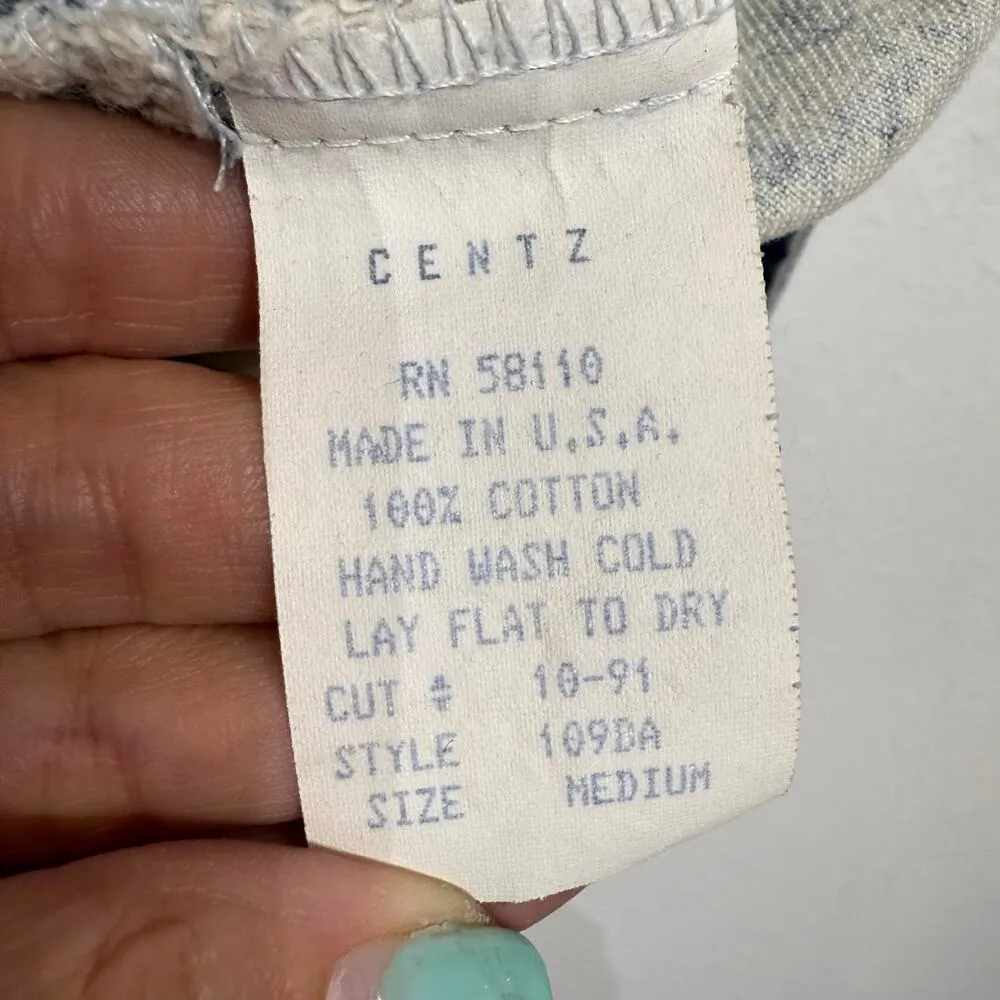 CENTZ
RN 58110
MADE IN U.S.A.
100% COTTON
HAND WASH COLD
LAY FLAT TO DRY
CUT # 10-91
STYLE 109DA
SIZE MEDIUM